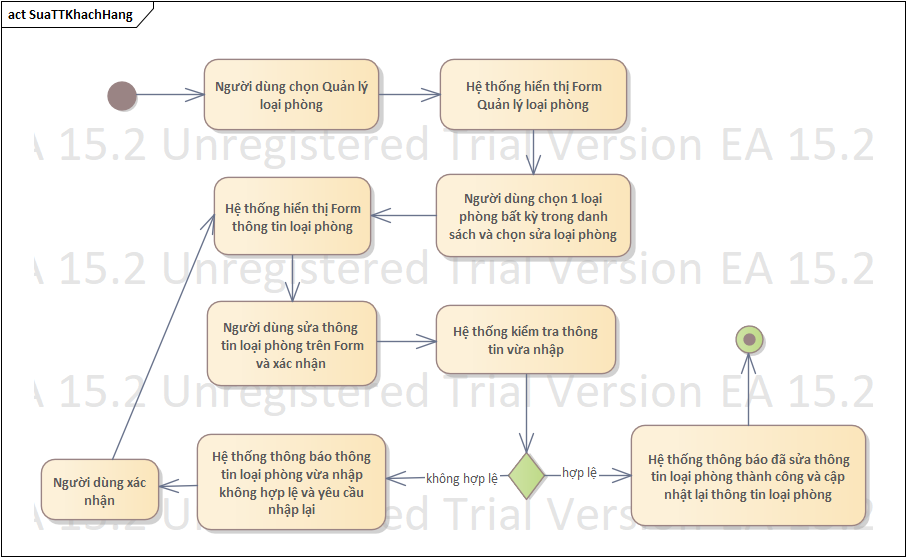 act SuaTTKhachHang
Người dùng chọn Quản lý
loại phòng
Hệ thống hiển thị Form
Quản lý loại phòng
EA 15.2 Unregistered Trial Version EA 15.2
Hệ thống hiển thị Form
thông tin loại phòng
Người dùng chọn 1 loại
phòng bất kỳ trong danh
sách và chọn sửa loại phòng
EA 15.2 Unregistered Trial Version EA 15.2
Người dùng sửa thông
tin loại phòng trên Form
và xác nhận
Hệ thống kiểm tra thông
tin vừa nhập
EA 15.2 Unregistered Trial Version EA 15.2
Người dùng xác
nhận
Hệ thống thông báo thông
tin loại phòng vừa nhập
không hợp lệ và yêu cầu
nhập lại
không hợp lê
hợp lê
Hệ thống thông báo đã sửa thông
tin loại phòng thành công và cập
nhật lại thông tin loại phòng
EA 15.2 Unregistered Trial Version EA 15.2